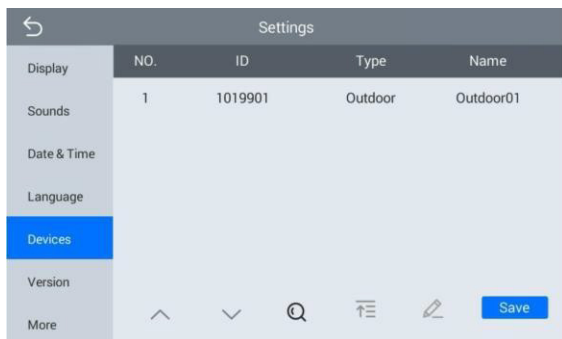 Settings
Display
Sounds
Date & Time
Language
Devices
Version
More
NO. ID Type Name
1 1019901 Outdoor Outdoor01
Save